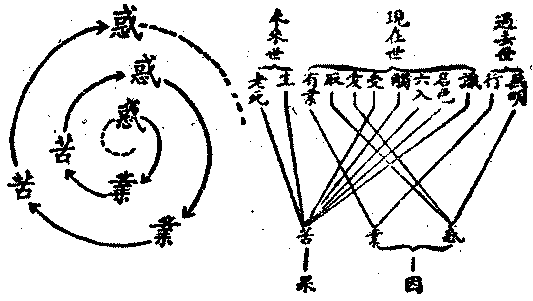 過去世
現在世
未來世
無明
行
識
名色
六入
觸
受
愛
取
有業
生
老死
惑
業
苦
因
果
惑
業
苦
惑
業
苦
惑